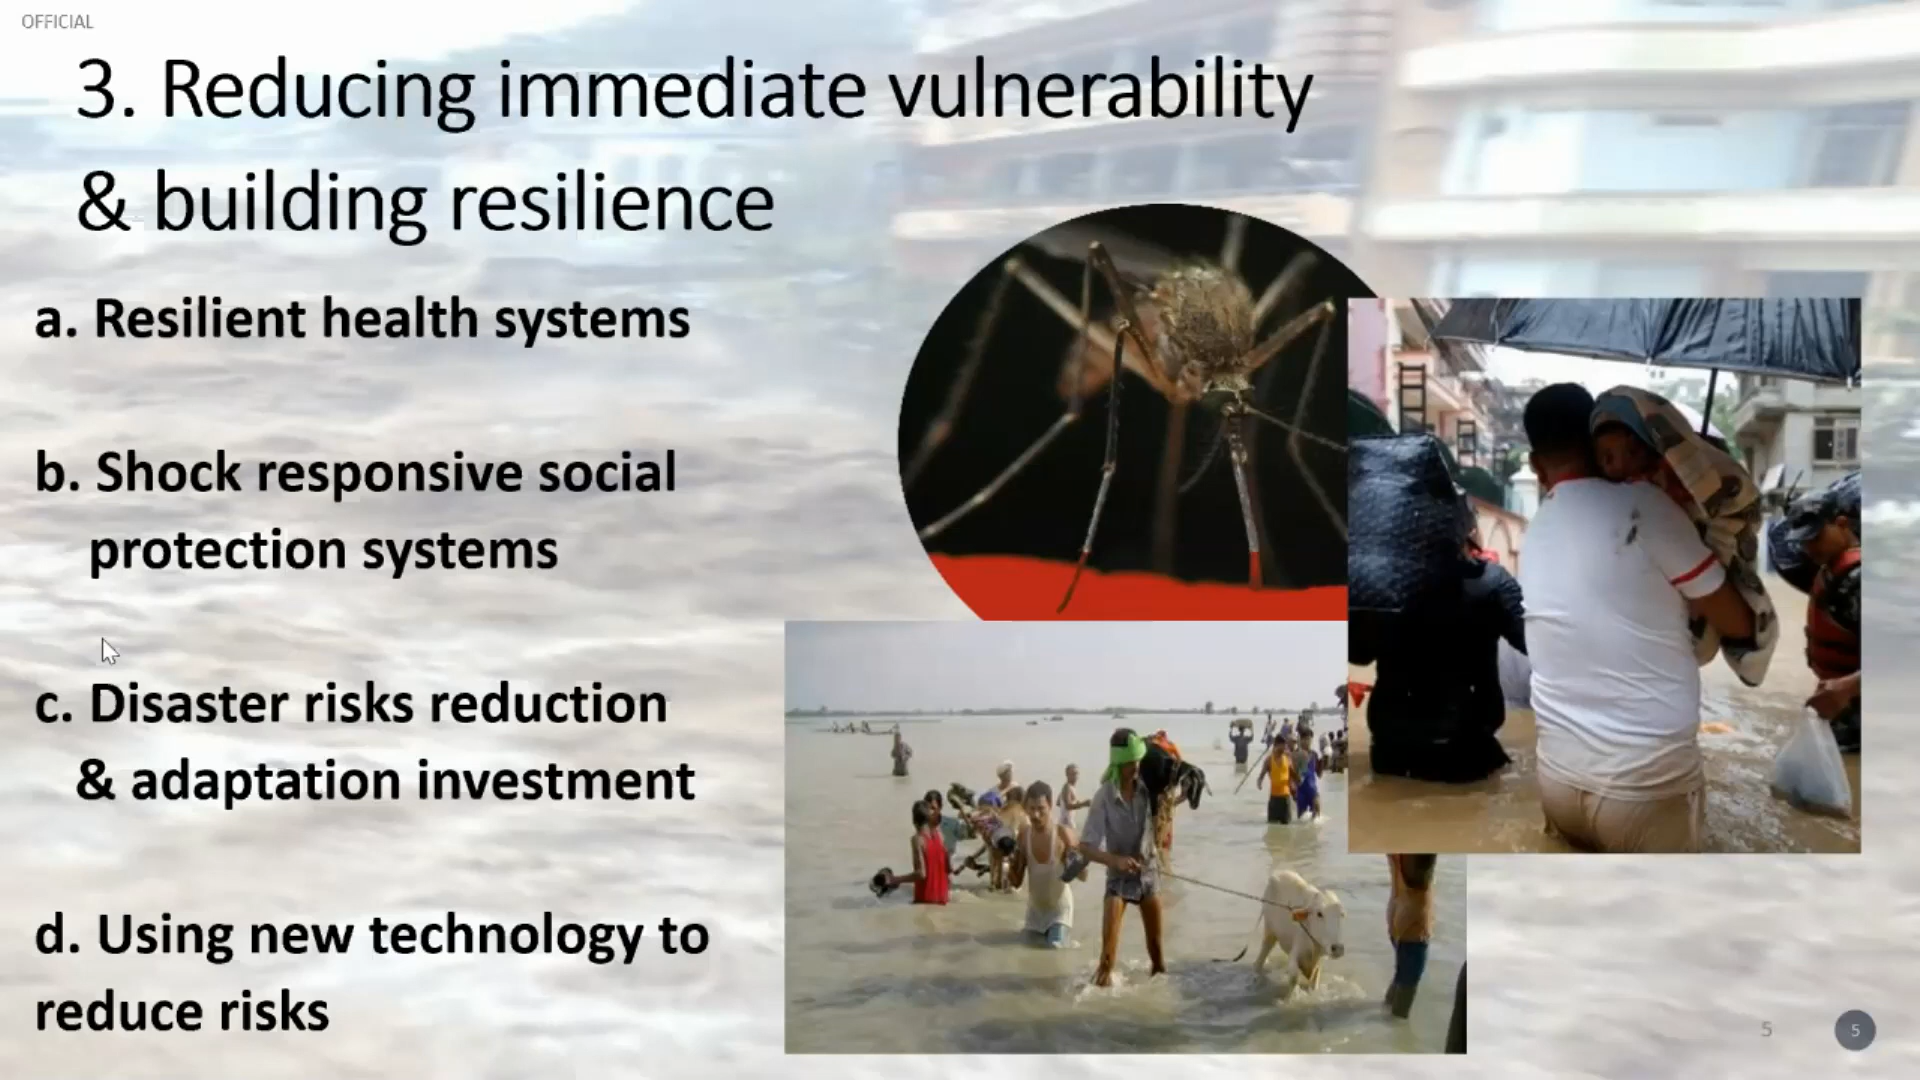 OFFICIAL
3. Reducing immediate vulnerability
& building resilience
a. Resilient health systems
b. Shock responsive social
protection systems
c. Disaster risks reduction
& adaptation investment
d. Using new technology to
reduce risks
5
5